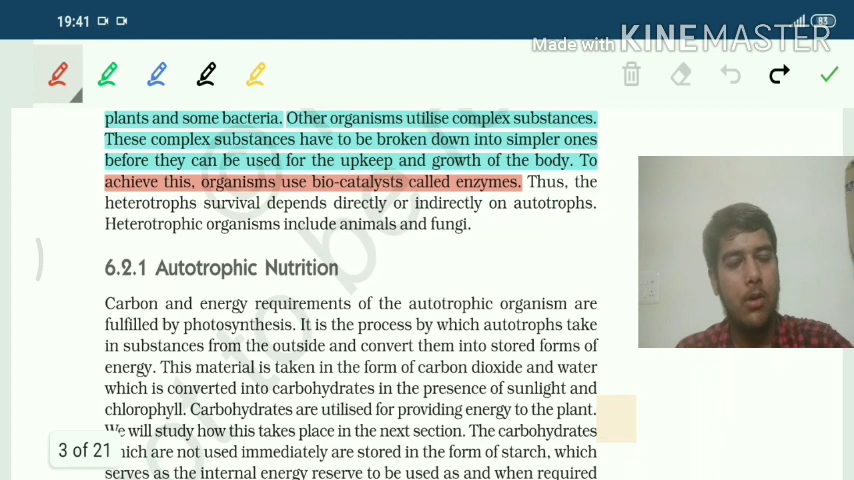 19:41
83
Made with KINEMASTER
plants and some bacteria. Other organisms utilise complex substances.
These complex substances have to be broken down into simpler ones
before they can be used for the upkeep and growth of the body. To
achieve this, organisms use bio-catalysts called enzymes. Thus, the
heterotrophs survival depends directly or indirectly on autotrophs.
Heterotrophic organisms include animals and fungi.
6.2.1 Autotrophic Nutrition
Carbon and energy requirements of the autotrophic organism are
fulfilled by photosynthesis. It is the process by which autotrophs take
in substances from the outside and convert them into stored forms of
energy. This material is taken in the form of carbon dioxide and water
which is converted into carbohydrates in the presence of sunlight and
chlorophyll. Carbohydrates are utilised for providing energy to the plant.
We will study how this takes place in the next section. The carbohydrates
which are not used immediately are stored in the form of starch, which
serves as the internal energy reserve to be used as and when required
3 of 21